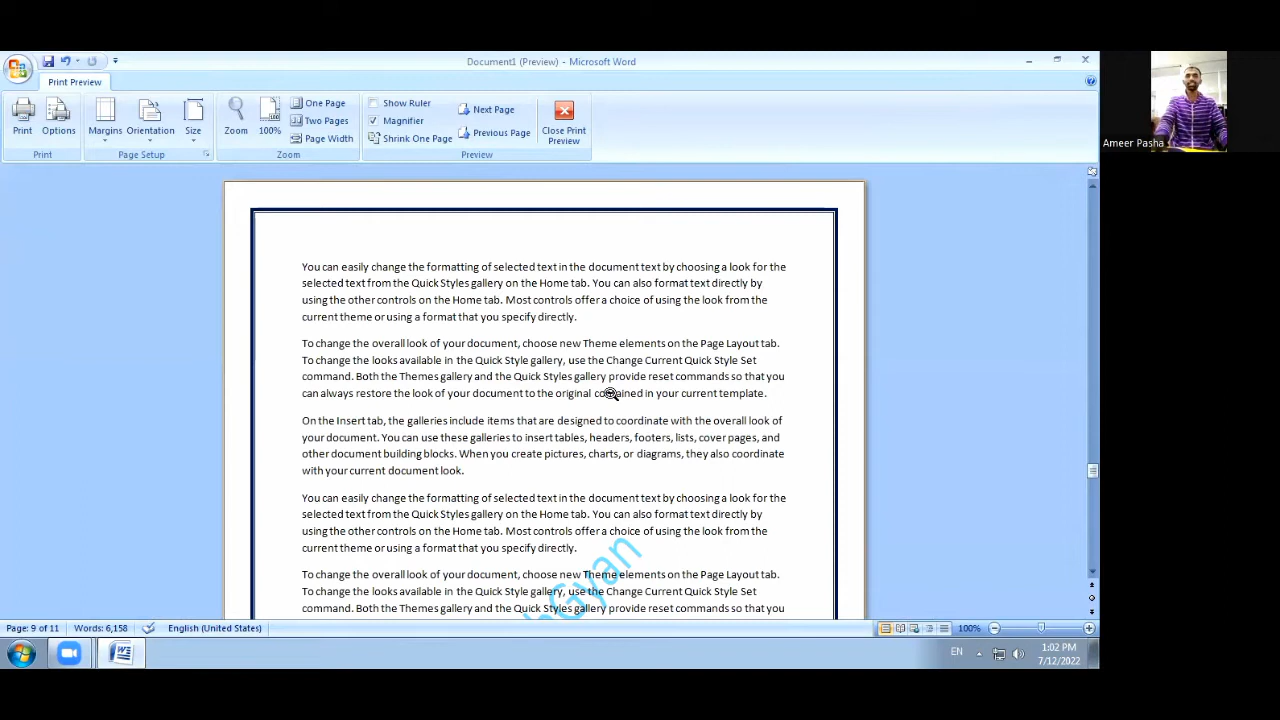 Document1 (Preview) - Microsoft Word
Print Preview
Print
Options
Margins
Orientation
Size
Zoom
100%
One Page
Two Pages
Page Width
Show Ruler
Magnifier
Shrink One Page
Next Page
Previous Page
Close Print
Preview
Print
Page Setup
Zoom
Preview
Ameer Pasha
You can easily change the formatting of selected text in the document text by choosing a look for the
selected text from the Quick Styles gallery on the Home tab. You can also format text directly by
using the other controls on the Home tab. Most controls offer a choice of using the look from the
current theme or using a format that you specify directly.
To change the overall look of your document, choose new Theme elements on the Page Layout tab.
To change the looks available in the Quick Style gallery, use the Change Current Quick Style Set
command. Both the Themes gallery and the Quick Styles gallery provide reset commands so that you
can always restore the look of your document to the original contained in your current template.
On the Insert tab, the galleries include items that are designed to coordinate with the overall look of
your document. You can use these galleries to insert tables, headers, footers, lists, cover pages, and
other document building blocks. When you create pictures, charts, or diagrams, they also coordinate
with your current document look.
You can easily change the formatting of selected text in the document text by choosing a look for the
selected text from the Quick Styles gallery on the Home tab. You can also format text directly by
using the other controls on the Home tab. Most controls offer a choice of using the look from the
current theme or using a format that you specify directly.
To change the overall look of your document, choose new Theme elements on the Page Layout tab.
To change the looks available in the Quick Style gallery, use the Change Current Quick Style Set
command. Both the Themes gallery and the Quick Styles gallery provide reset commands so that you
hGyan
Page: 9 of 11
Words: 6,158
English (United States)
100%
EN
1:02 PM
7/12/2022